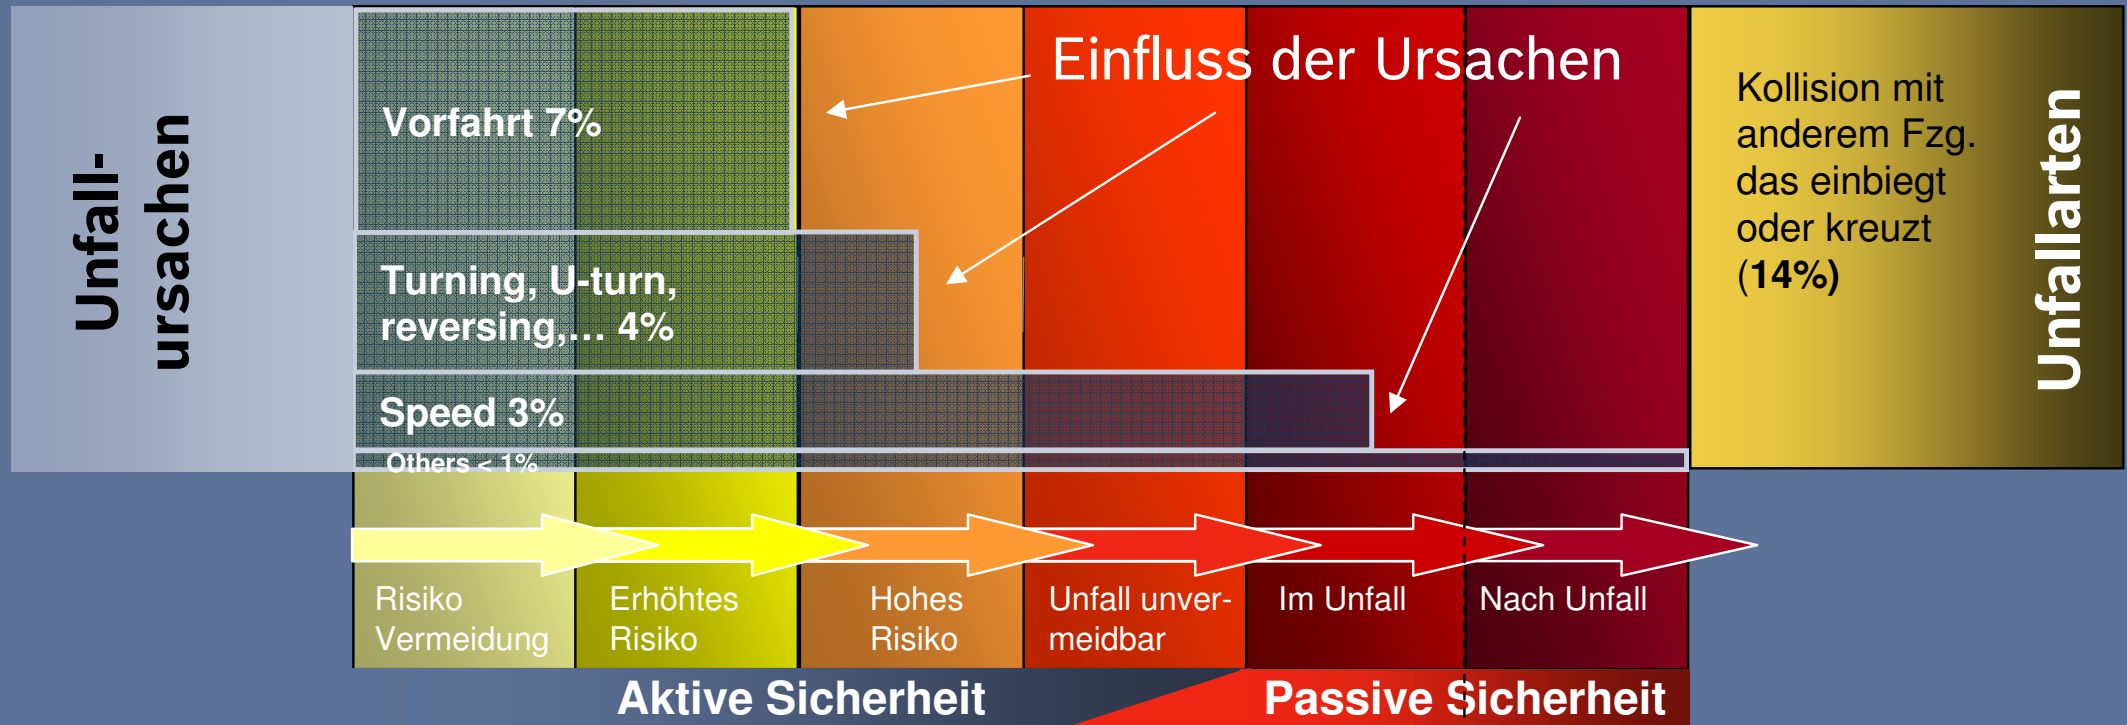 Unfall-
ursachen
Einfluss der Ursachen
Vorfahrt 7%
Turning, U-turn,
reversing,... 4%
Speed 3%
Others < 1%
Kollision mit
anderem Fzg.
das einbiegt
oder kreuzt
(14%)
Unfallarten
Risiko
Vermeidung
Erhöhtes
Risiko
Hohes
Risiko
Unfall unver-
meidbar
Im Unfall
Nach Unfall
Aktive Sicherheit
Passive Sicherheit